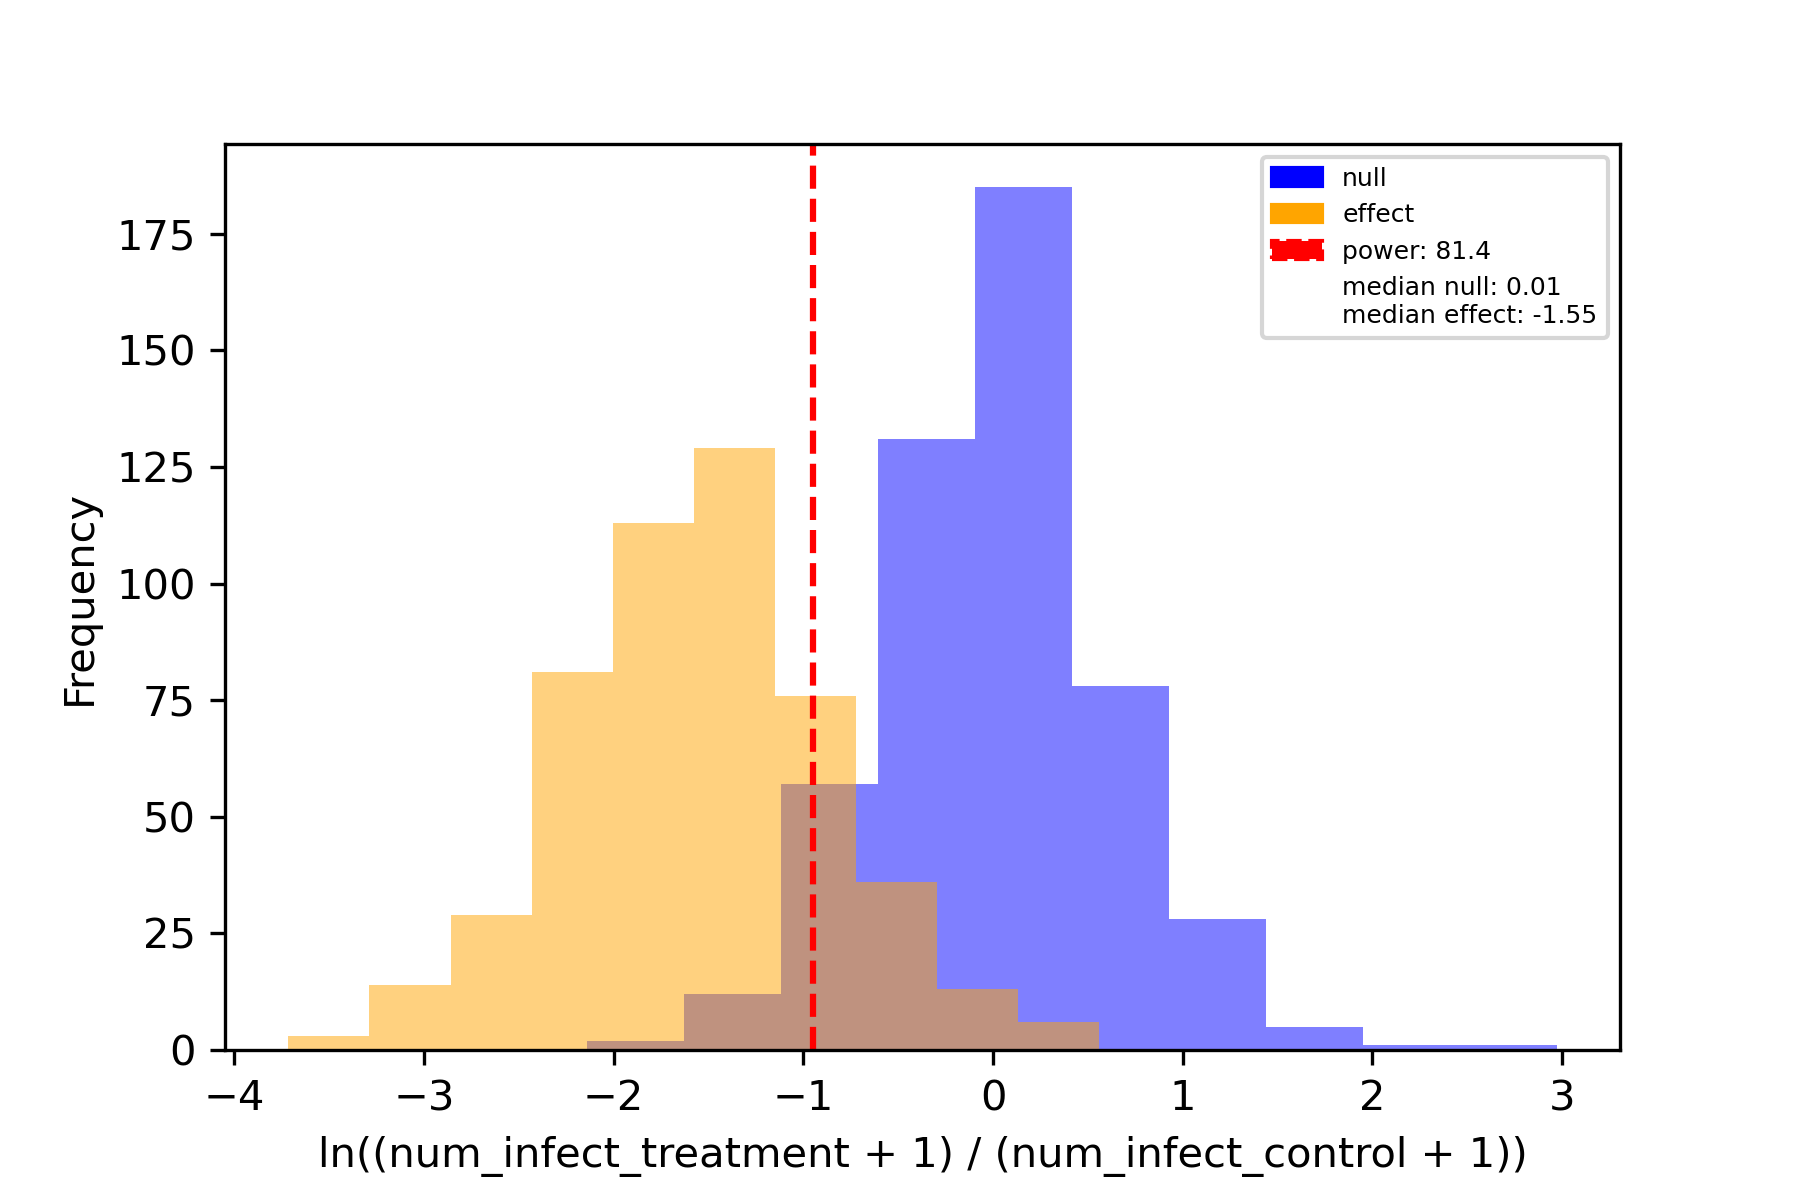 null
effect
power: 81.4
median null: 0.01
median effect: -1.55
175
150
125
100
75
50
25
0
Frequency
−4 −3 −2 −1 0 1 2 3
ln((num_infect_treatment + 1) / (num_infect_control + 1))